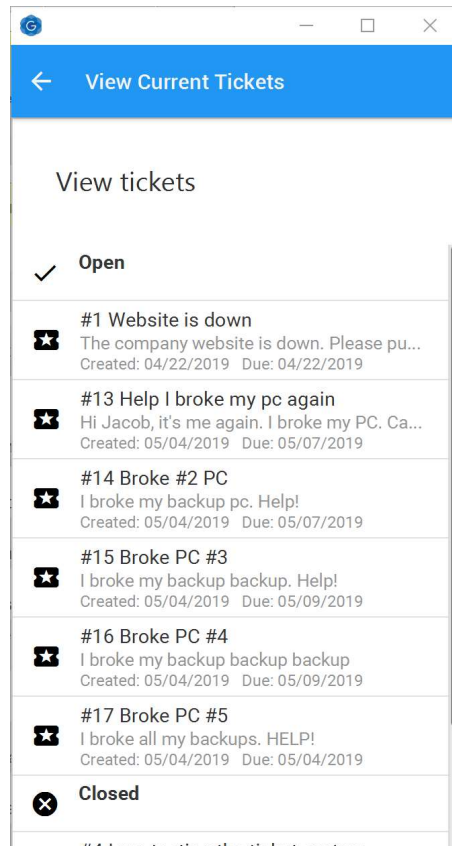 G
View Current Tickets
View tickets
Open
#1 Website is down
The company website is down. Please pu...
Created: 04/22/2019 Due: 04/22/2019
#13 Help I broke my pc again
Hi Jacob, it's me again. I broke my PC. Ca...
Created: 05/04/2019 Due: 05/07/2019
#14 Broke #2 PC
I broke my backup pc. Help!
Created: 05/04/2019 Due: 05/07/2019
#15 Broke PC #3
I broke my backup backup. Help!
Created: 05/04/2019 Due: 05/09/2019
#16 Broke PC #4
I broke my backup backup backup
Created: 05/04/2019 Due: 05/09/2019
#17 Broke PC #5
I broke all my backups. HELP!
Created: 05/04/2019 Due: 05/04/2019
Closed